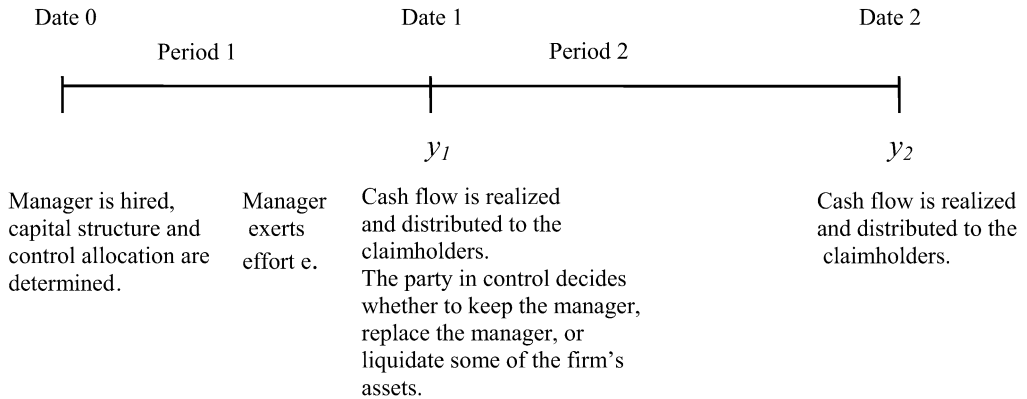 Date 0
Date 1
Date 2
Period 1
Period 2
y1
y2
Manager is hired,
capital structure and
control allocation are
determined.
Manager
exerts
effort e.
Cash flow is realized
and distributed to the
claimholders.
The party in control decides
whether to keep the manager,
replace the manager, or
liquidate some of the firm’s
assets.
Cash flow is realized
and distributed to the
claimholders.